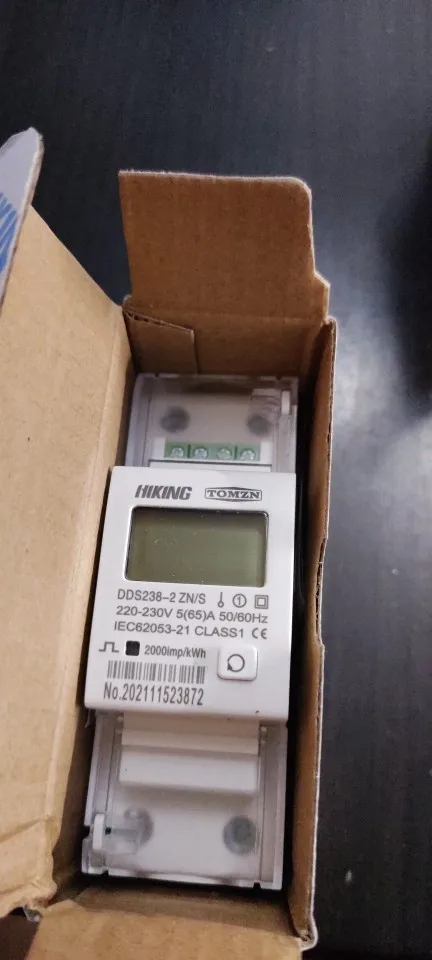 HIKING TOMZN
DDS238-2 ZN/S 1
220-230V 5(65)A 50/60Hz
IEC62053-21 CLASS1 CE
2000imp/kWh
No.202111523872